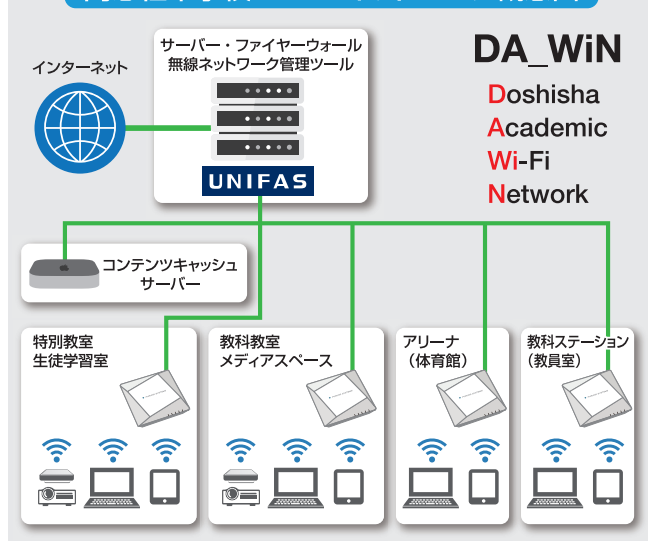 インターネット
サーバー・ファイヤーウォール
無線ネットワーク管理ツール
UNIFAS
DA_WiN
Doshisha
Academic
Wi-Fi
Network
コンテンツキャッシュ
サーバー
特別教室
生徒学習室
教科教室
メディアスペース
アリーナ
（体育館）
教科ステーション
（教員室）